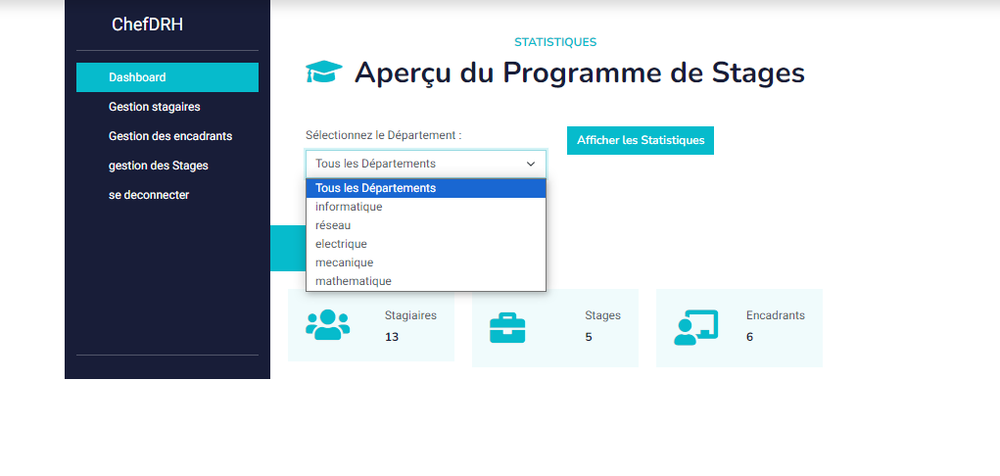 ChefDRH
Dashboard
Gestion stagiaires
Gestion des encadrants
gestion des Stages
se deconnecter
STATISTIQUES
Aperçu du Programme de Stages
Sélectionnez le Département :
Afficher les Statistiques
Tous les Départements
Tous les Départements
informatique
réseau
electrique
mecanique
mathematique
Stagiaires
13
Stages
5
Encadrants
6